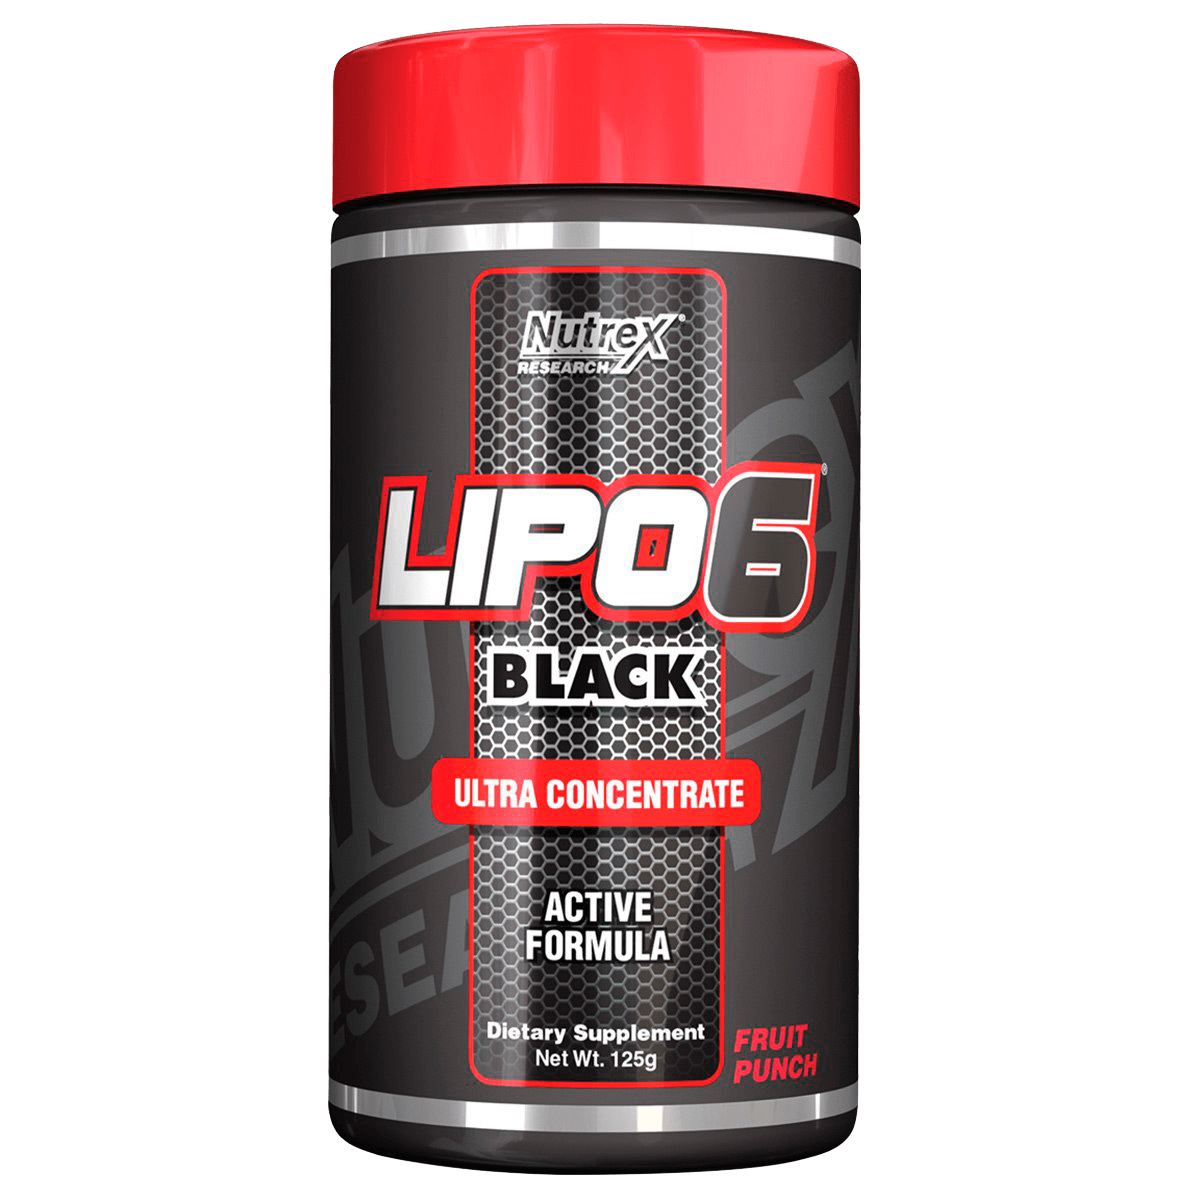 Nutrex®
RESEARCH
LIPO6®
BLACK
ULTRA CONCENTRATE
ACTIVE
FORMULA
Dietary Supplement
Net Wt. 125g
FRUIT
PUNCH